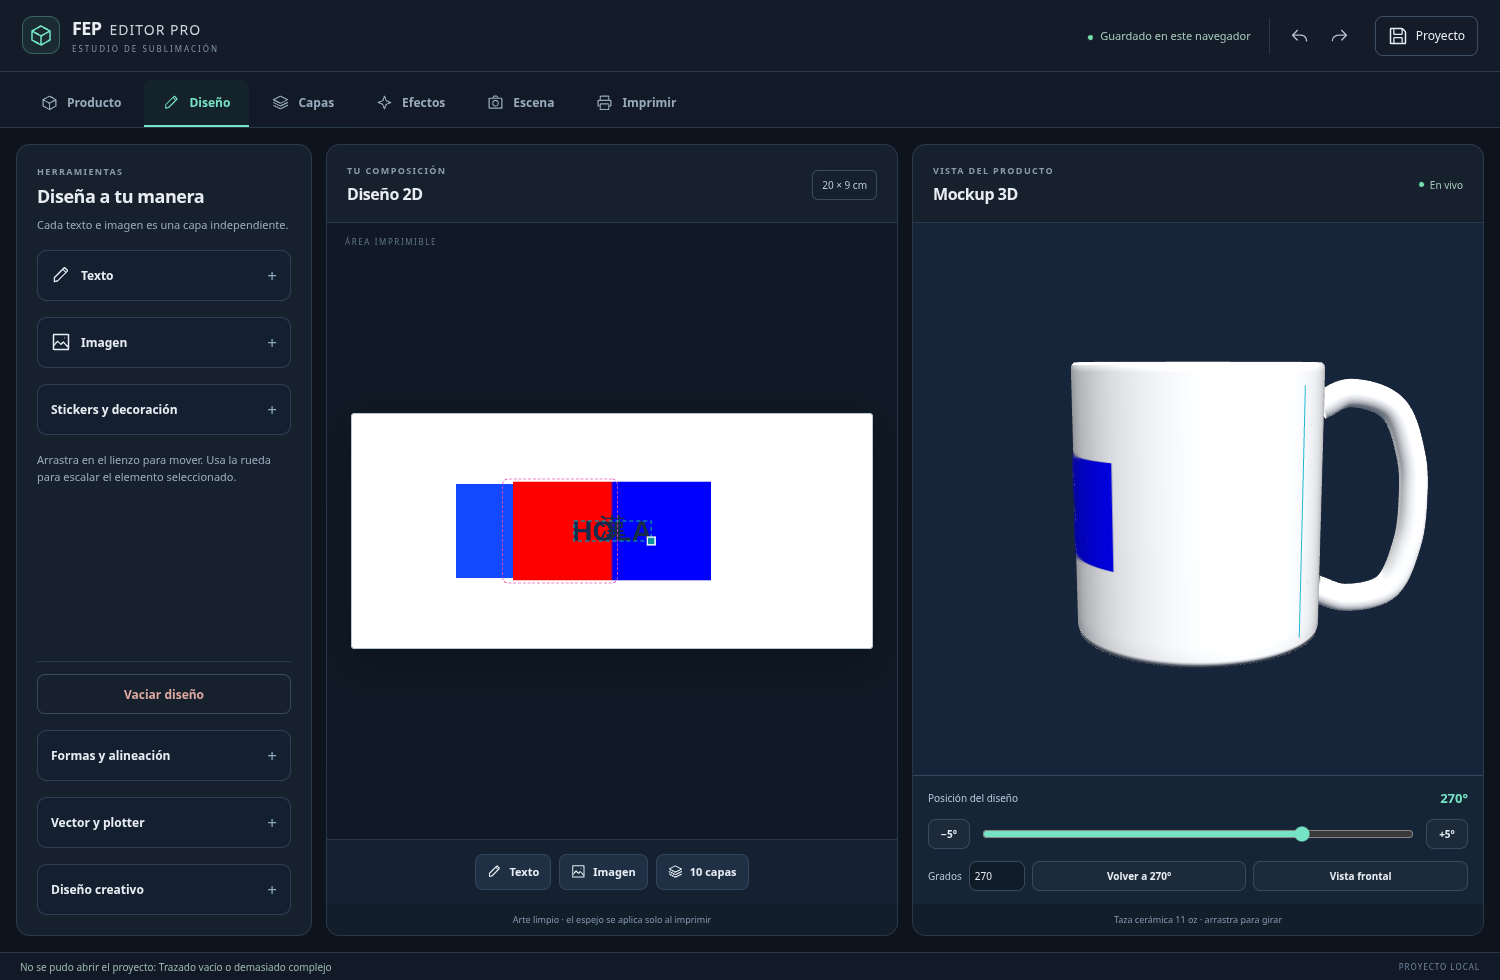 FEP EDITOR PRO
ESTUDIO DE SUBLIMACIÓN
Guardado en este navegador
Proyecto
Producto
Diseño
Capas
Efectos
Escena
Imprimir
HERRAMIENTAS
Diseña a tu manera
Cada texto e imagen es una capa independiente.
Texto +
Imagen +
Stickers y decoración +
Arrastra en el lienzo para mover. Usa la rueda
para escalar el elemento seleccionado.
Vaciar diseño
Formas y alineación +
Vector y plotter +
Diseño creativo +
TU COMPOSICIÓN
Diseño 2D
20 × 9 cm
ÁREA IMPRIMIBLE
HOLA
Texto
Imagen
10 capas
Arte limpio · el espejo se aplica solo al imprimir
VISTA DEL PRODUCTO
Mockup 3D
En vivo
Posición del diseño
270°
−5°
+5°
Grados
270
Volver a 270°
Vista frontal
Taza cerámica 11 oz · arrastra para girar
No se pudo abrir el proyecto: Trazado vacío o demasiado complejo
PROYECTO LOCAL